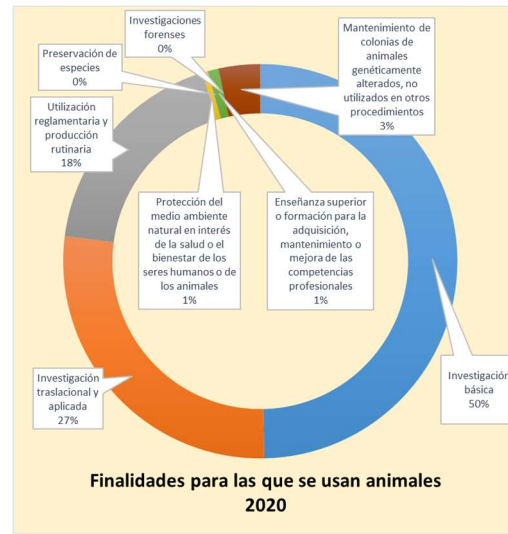 Investigaciones
forenses
0%
Mantenimiento de
colonias de
animales
genéticamente
alterados, no
utilizados en otros
procedimientos
3%
Preservación de
especies
0%
Utilización
reglamentaria y
producción
rutinaria
18%
Protección del
medio ambiente
natural en interés
de la salud o el
bienestar de los
seres humanos o de
los animales
1%
Enseñanza superior
o formación para la
adquisición,
mantenimiento o
mejora de las
competencias
profesionales
1%
Investigación
traslacional y
aplicada
27%
Investigación
básica
50%
Finalidades para las que se usan animales
2020